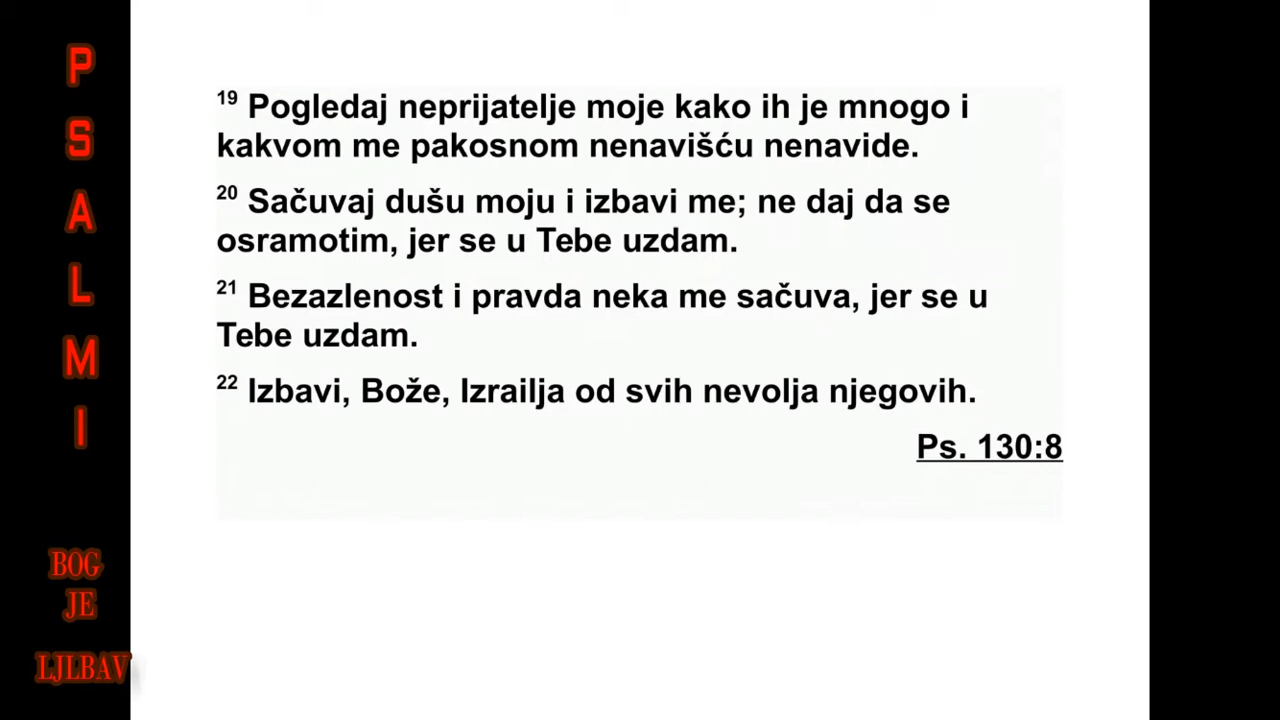 PSALMI
BOG
JE
LJLBAV
19 Pogledaj neprijatelje moje kako ih je mnogo i
kakvom me pakosnom nenavišću nenavide.
20 Sačuvaj dušu moju i izbavi me; ne daj da se
osramotim, jer se u Tebe uzdam.
21 Bezazlenost i pravda neka me sačuva, jer se u
Tebe uzdam.
22 Izbavi, Bože, Izrailja od svih nevolja njegovih.
Ps. 130:8